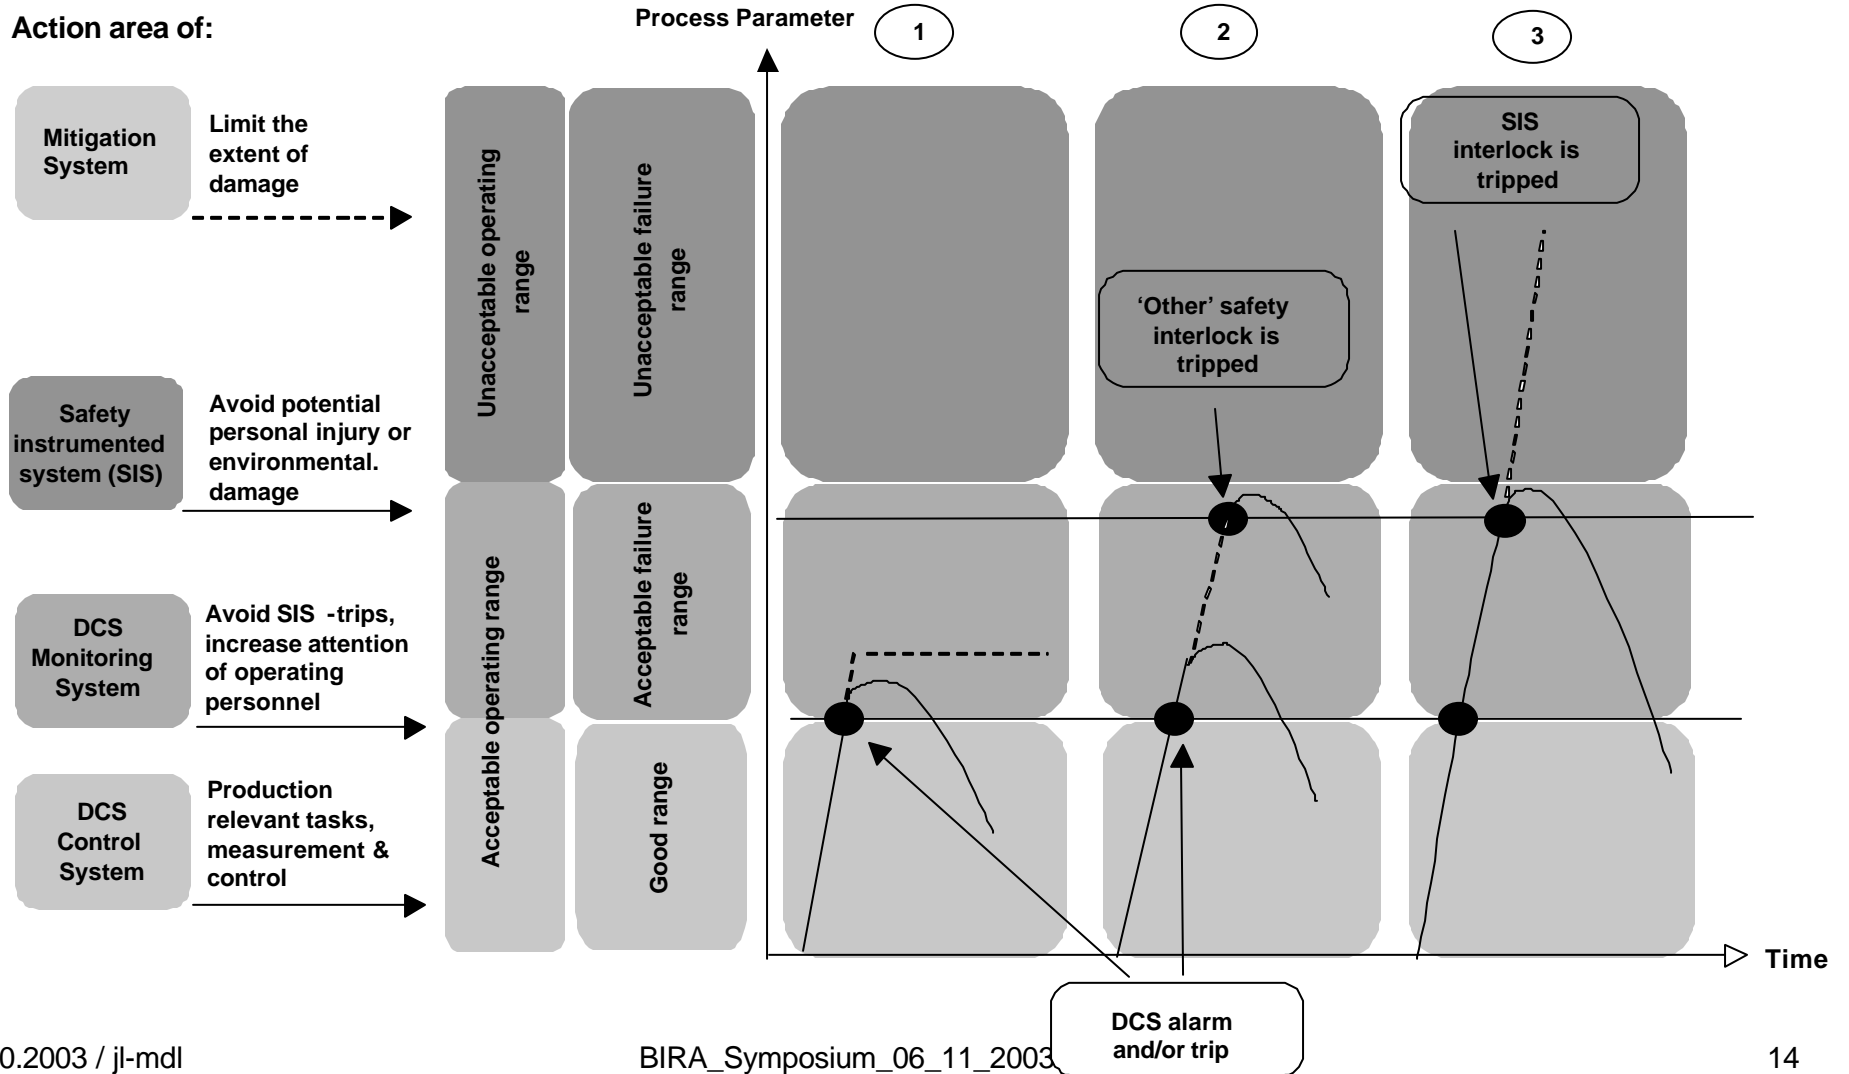 Action area of:
Process Parameter
1
2
3
Mitigation
System
Limit the
extent of
damage
Safety
instrumented
system (SIS)
Avoid potential
personal injury or
environmental.
damage
DCS
Monitoring
System
Avoid SIS -trips,
increase attention
of operating
personnel
DCS
Control
System
Production
relevant tasks,
measurement &
control
Unacceptable operating
range
Unacceptable failure
range
Acceptable operating range
Acceptable failure
range
Good range
'Other' safety
interlock is
tripped
SIS
interlock is
tripped
Time
DCS alarm
and/or trip
0.2003 / jl-mdl
BIRA_Symposium_06_11_2003
14